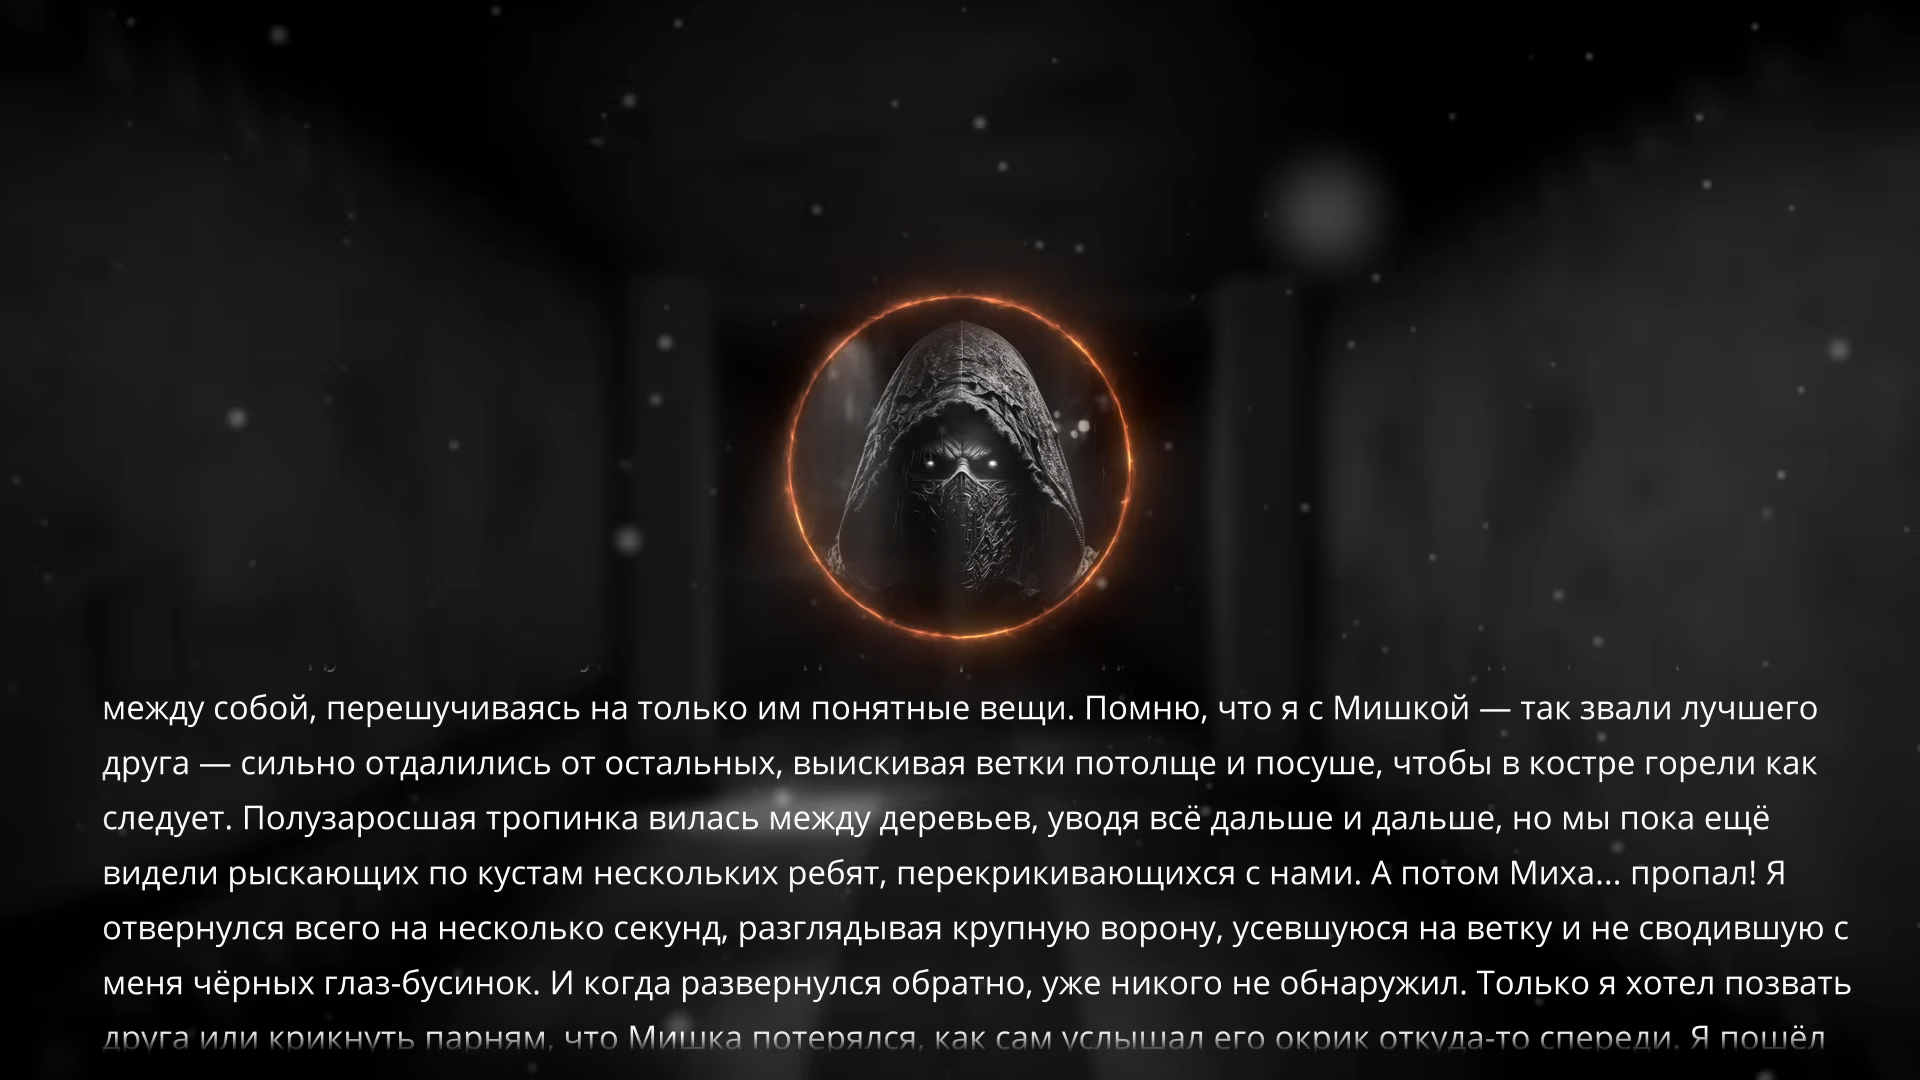 между собой, перешучиваясь на только им понятные вещи. Помню, что я с Мишкой — так звали лучшего
друга — сильно отдалились от остальных, выискивая ветки потолще и посуше, чтобы в костре горели как
следует. Полузаросшая тропинка вилась между деревьев, уводя всё дальше и дальше, но мы пока ещё
видели рыскающих по кустам нескольких ребят, перекрикивающихся с нами. А потом Миха... пропал! Я
отвернулся всего на несколько секунд, разглядывая крупную ворону, усевшуюся на ветку и не сводившую с
меня чёрных глаз-бусинок. И когда развернулся обратно, уже никого не обнаружил. Только я хотел позвать
друга или крикнуть парням, что Мишка потерялся, как сам услышал его окрик откуда-то спереди. Я пошёл